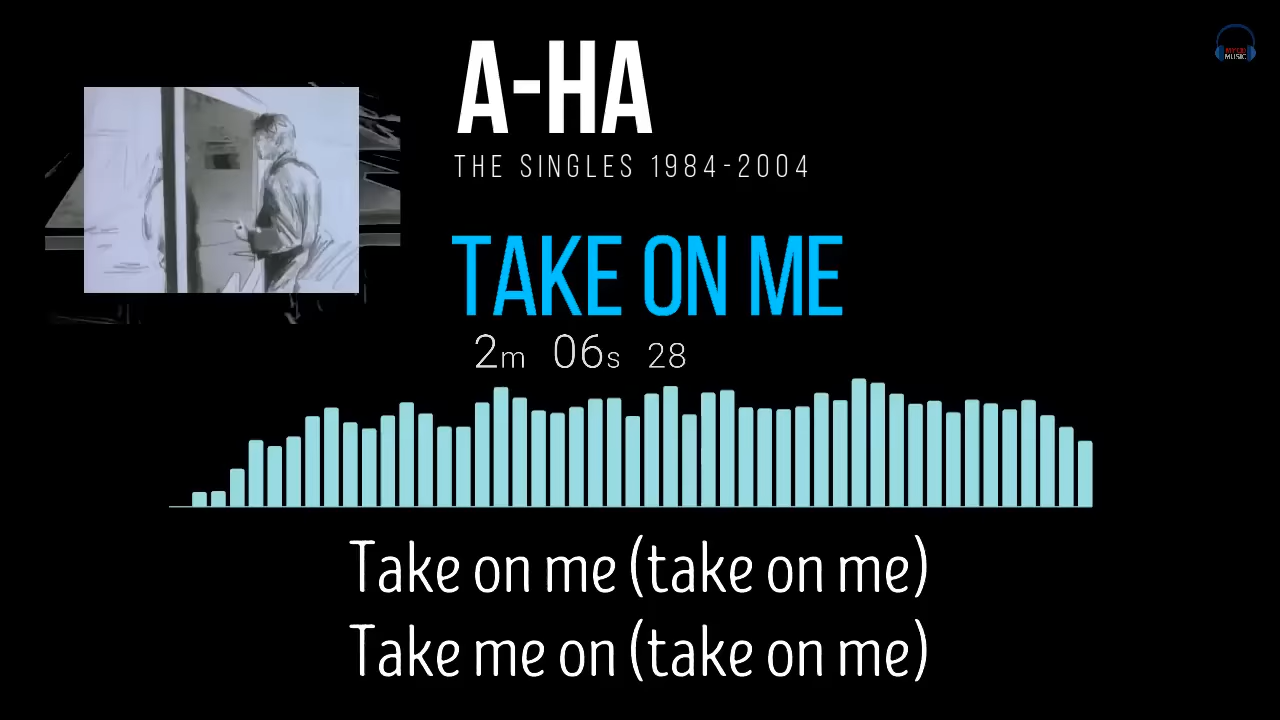 A-HA
THE SINGLES 1984-2004
TAKE ON ME
2m 06s 28
Take on me (take on me)
Take me on (take on me)
MUSIC